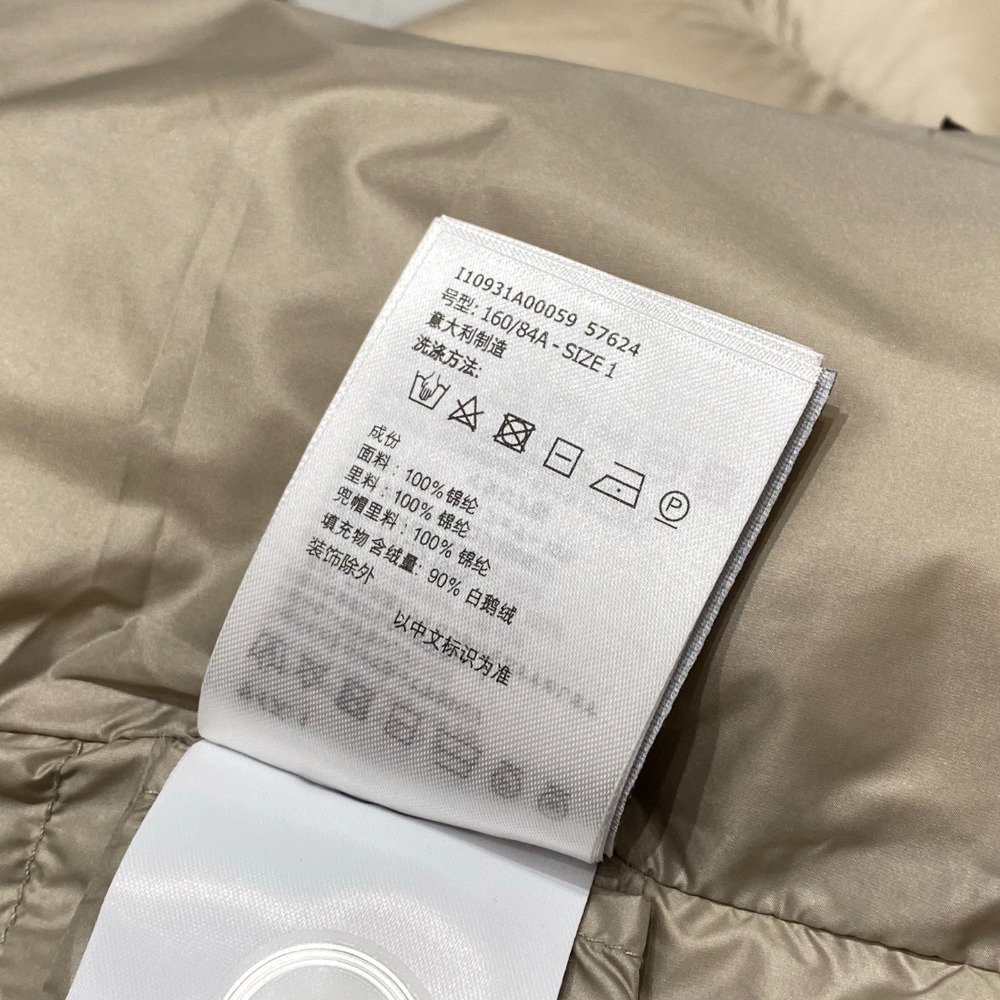 I10931A00059 57624
号型: 160/84A - SIZE 1
意大利制造
洗涤方法:
P
成份
面料：100% 锦纶
里料：100% 锦纶
兜帽里料：100% 锦纶
填充物 含绒量: 90% 白鹅绒
装饰除外
以中文标识为准